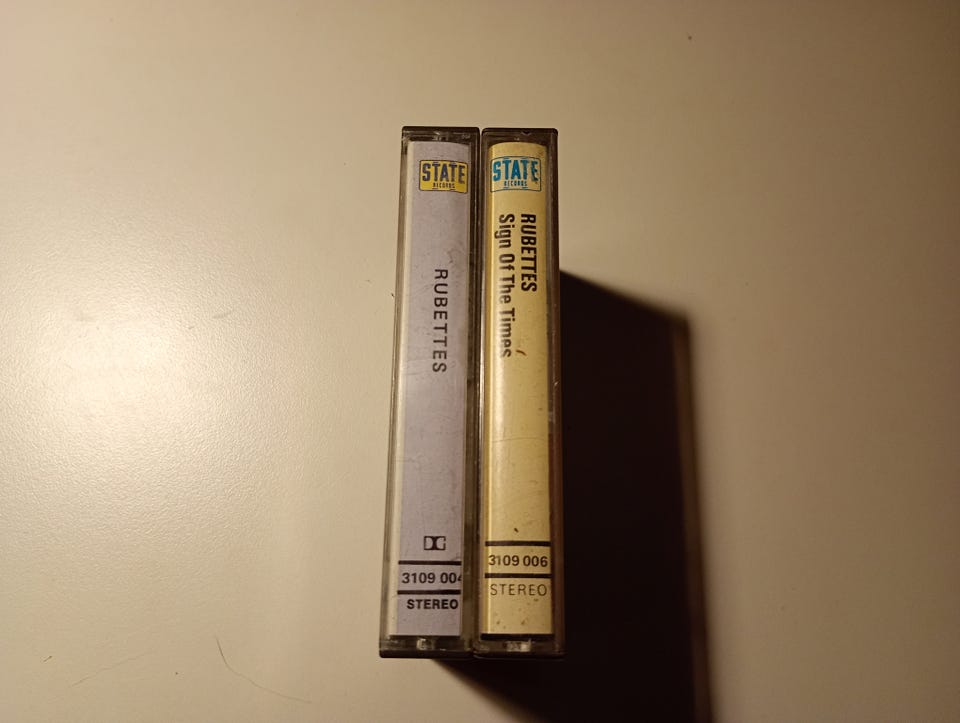 STATE
RECORDS
RUBETTES
3109 004
STEREO
STATE
RECORDS
RUBETTES
Sign Of The Times
3109 006
STEREO